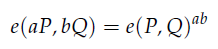 e(aP, bQ) = e(P, Q)^{ab}